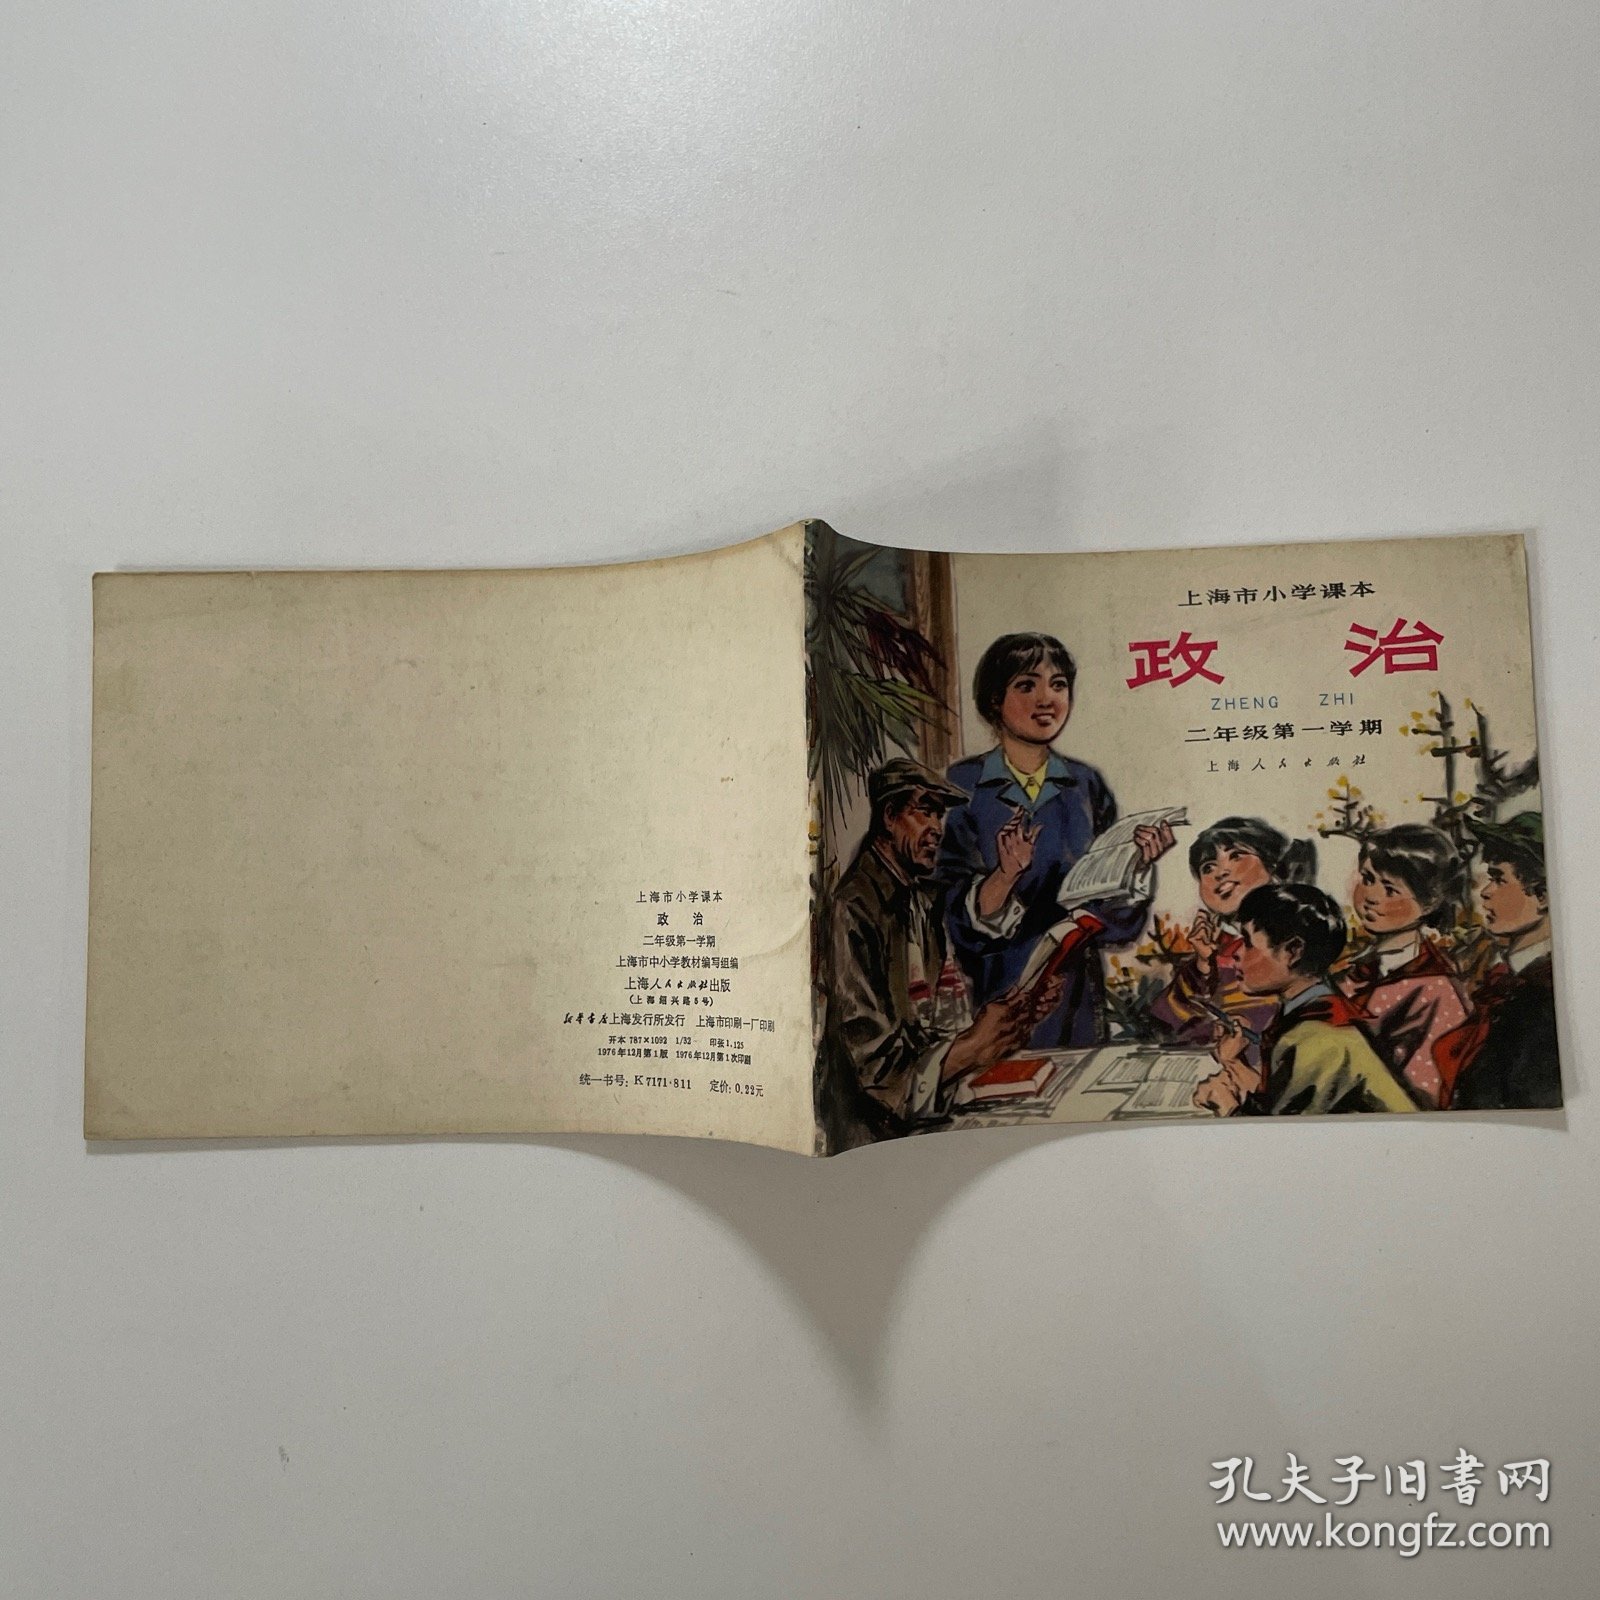 上海市小学课本
政 治
ZHENG ZHI
二年级第一学期
上海人民出版社
上海市小学课本
政 治
二年级第一学期
上海市中小学教材编写组编
上海人民出版社出版
(上海绍兴路5号)
新华书店上海发行所发行 上海市印刷一厂印刷
开本 787×1092 1/32 印张1.125
1976年12月第1版 1976年12月第1次印刷
统一书号: K7171·811 定价: 0.22元
孔夫子旧书网
www.kongfz.com